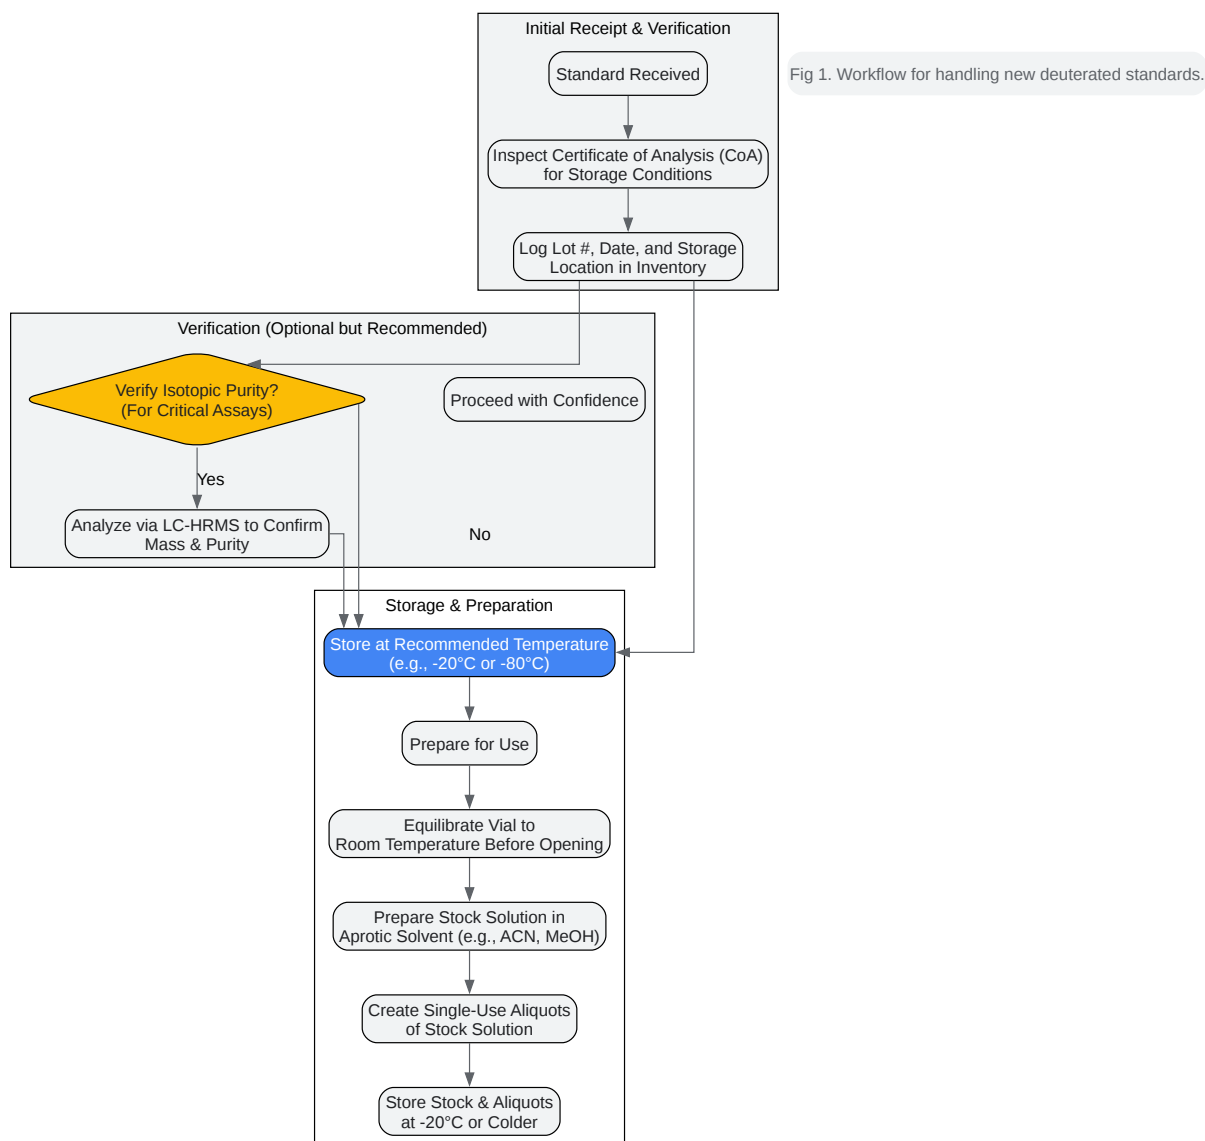 Initial Receipt & Verification
Standard Received
Fig 1. Workflow for handling new deuterated standards.
Inspect Certificate of Analysis (CoA)
for Storage Conditions
Log Lot #, Date, and Storage
Location in Inventory
Verification (Optional but Recommended)
Verify Isotopic Purity?
(For Critical Assays)
Proceed with Confidence
Yes
Analyze via LC-HRMS to Confirm
Mass & Purity
No
Storage & Preparation
Store at Recommended Temperature
(e.g., -20°C or -80°C)
Prepare for Use
Equilibrate Vial to
Room Temperature Before Opening
Prepare Stock Solution in
Aprotic Solvent (e.g., ACN, MeOH)
Create Single-Use Aliquots
of Stock Solution
Store Stock & Aliquots
at -20°C or Colder